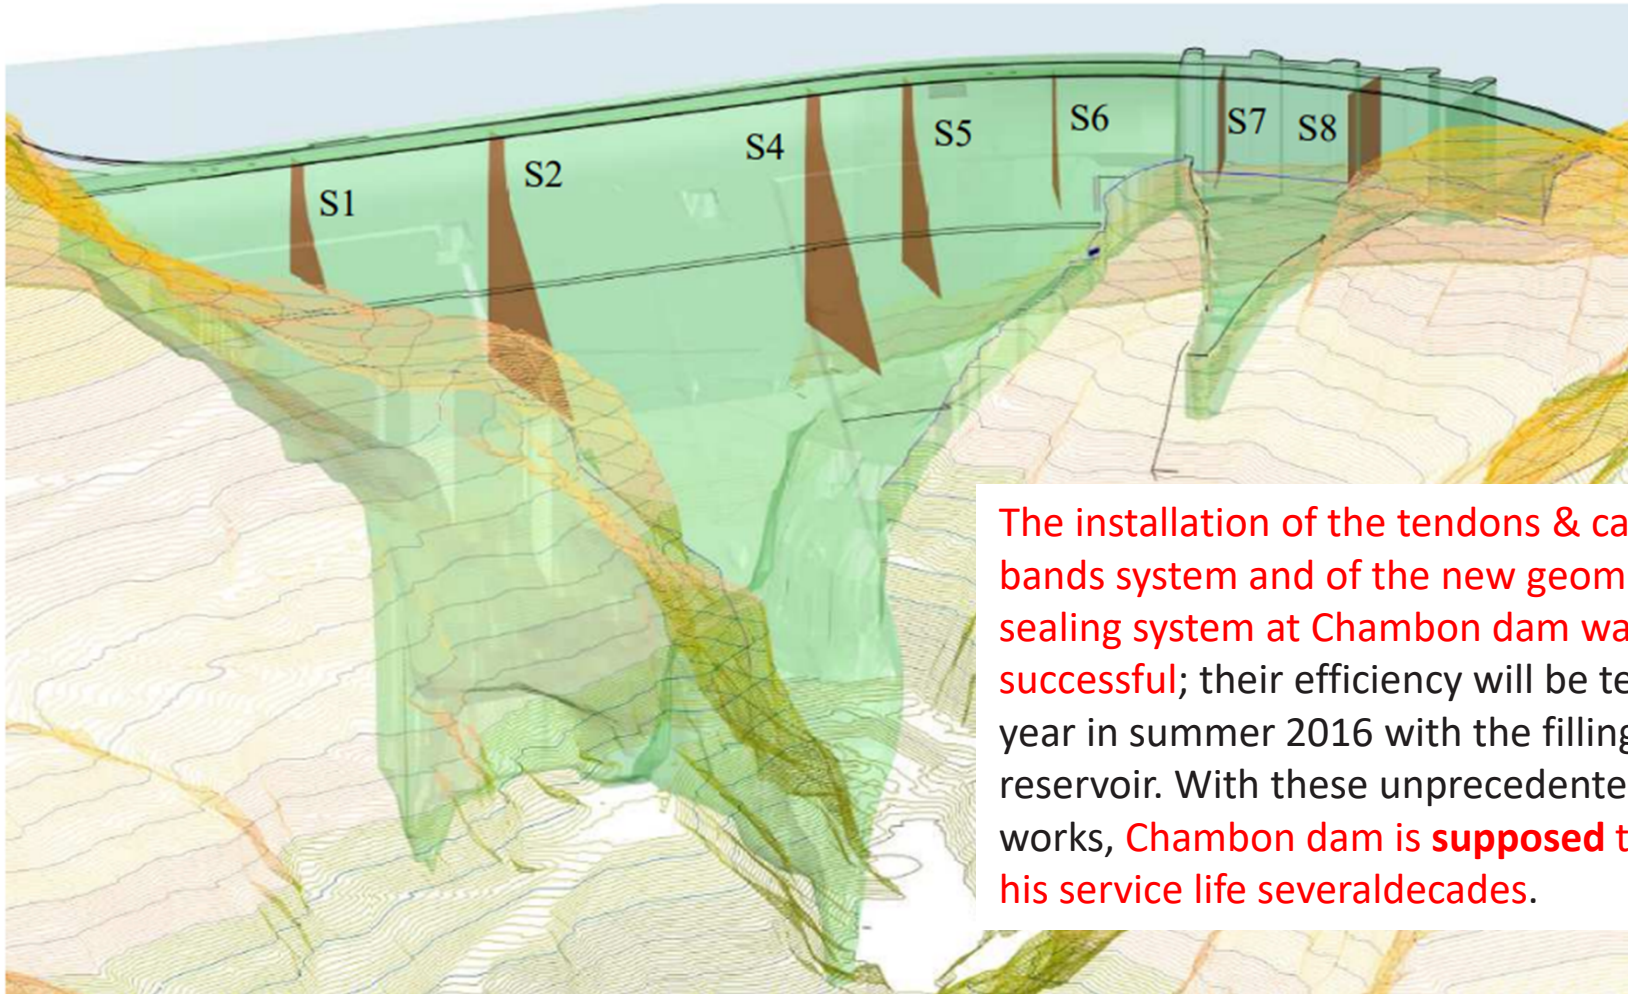 S1
S2
S4
S5
S6
S7
S8
The installation of the tendons & ca
bands system and of the new geom
sealing system at Chambon dam wa
successful; their efficiency will be te
year in summer 2016 with the filling
reservoir. With these unprecedente
works, Chambon dam is supposed t
his service life severaldecades.